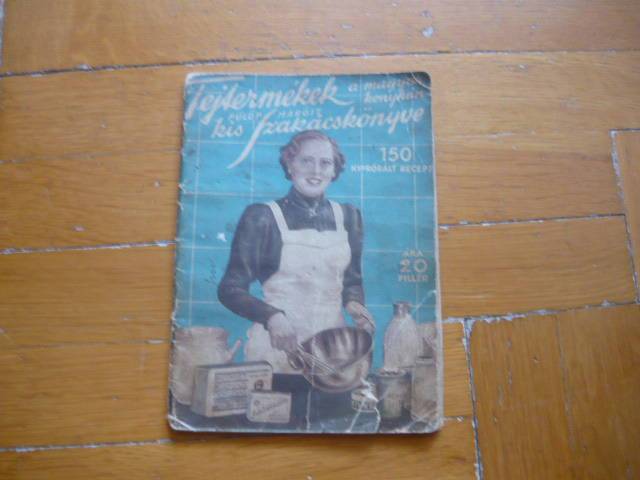 Tejtermékek a magyar
konyhán
FÜLÖP MARGIT
kis Szakácskönyve
150
KIPRÓBÁLT RECEPT
ÁRA
20
FILLÉR